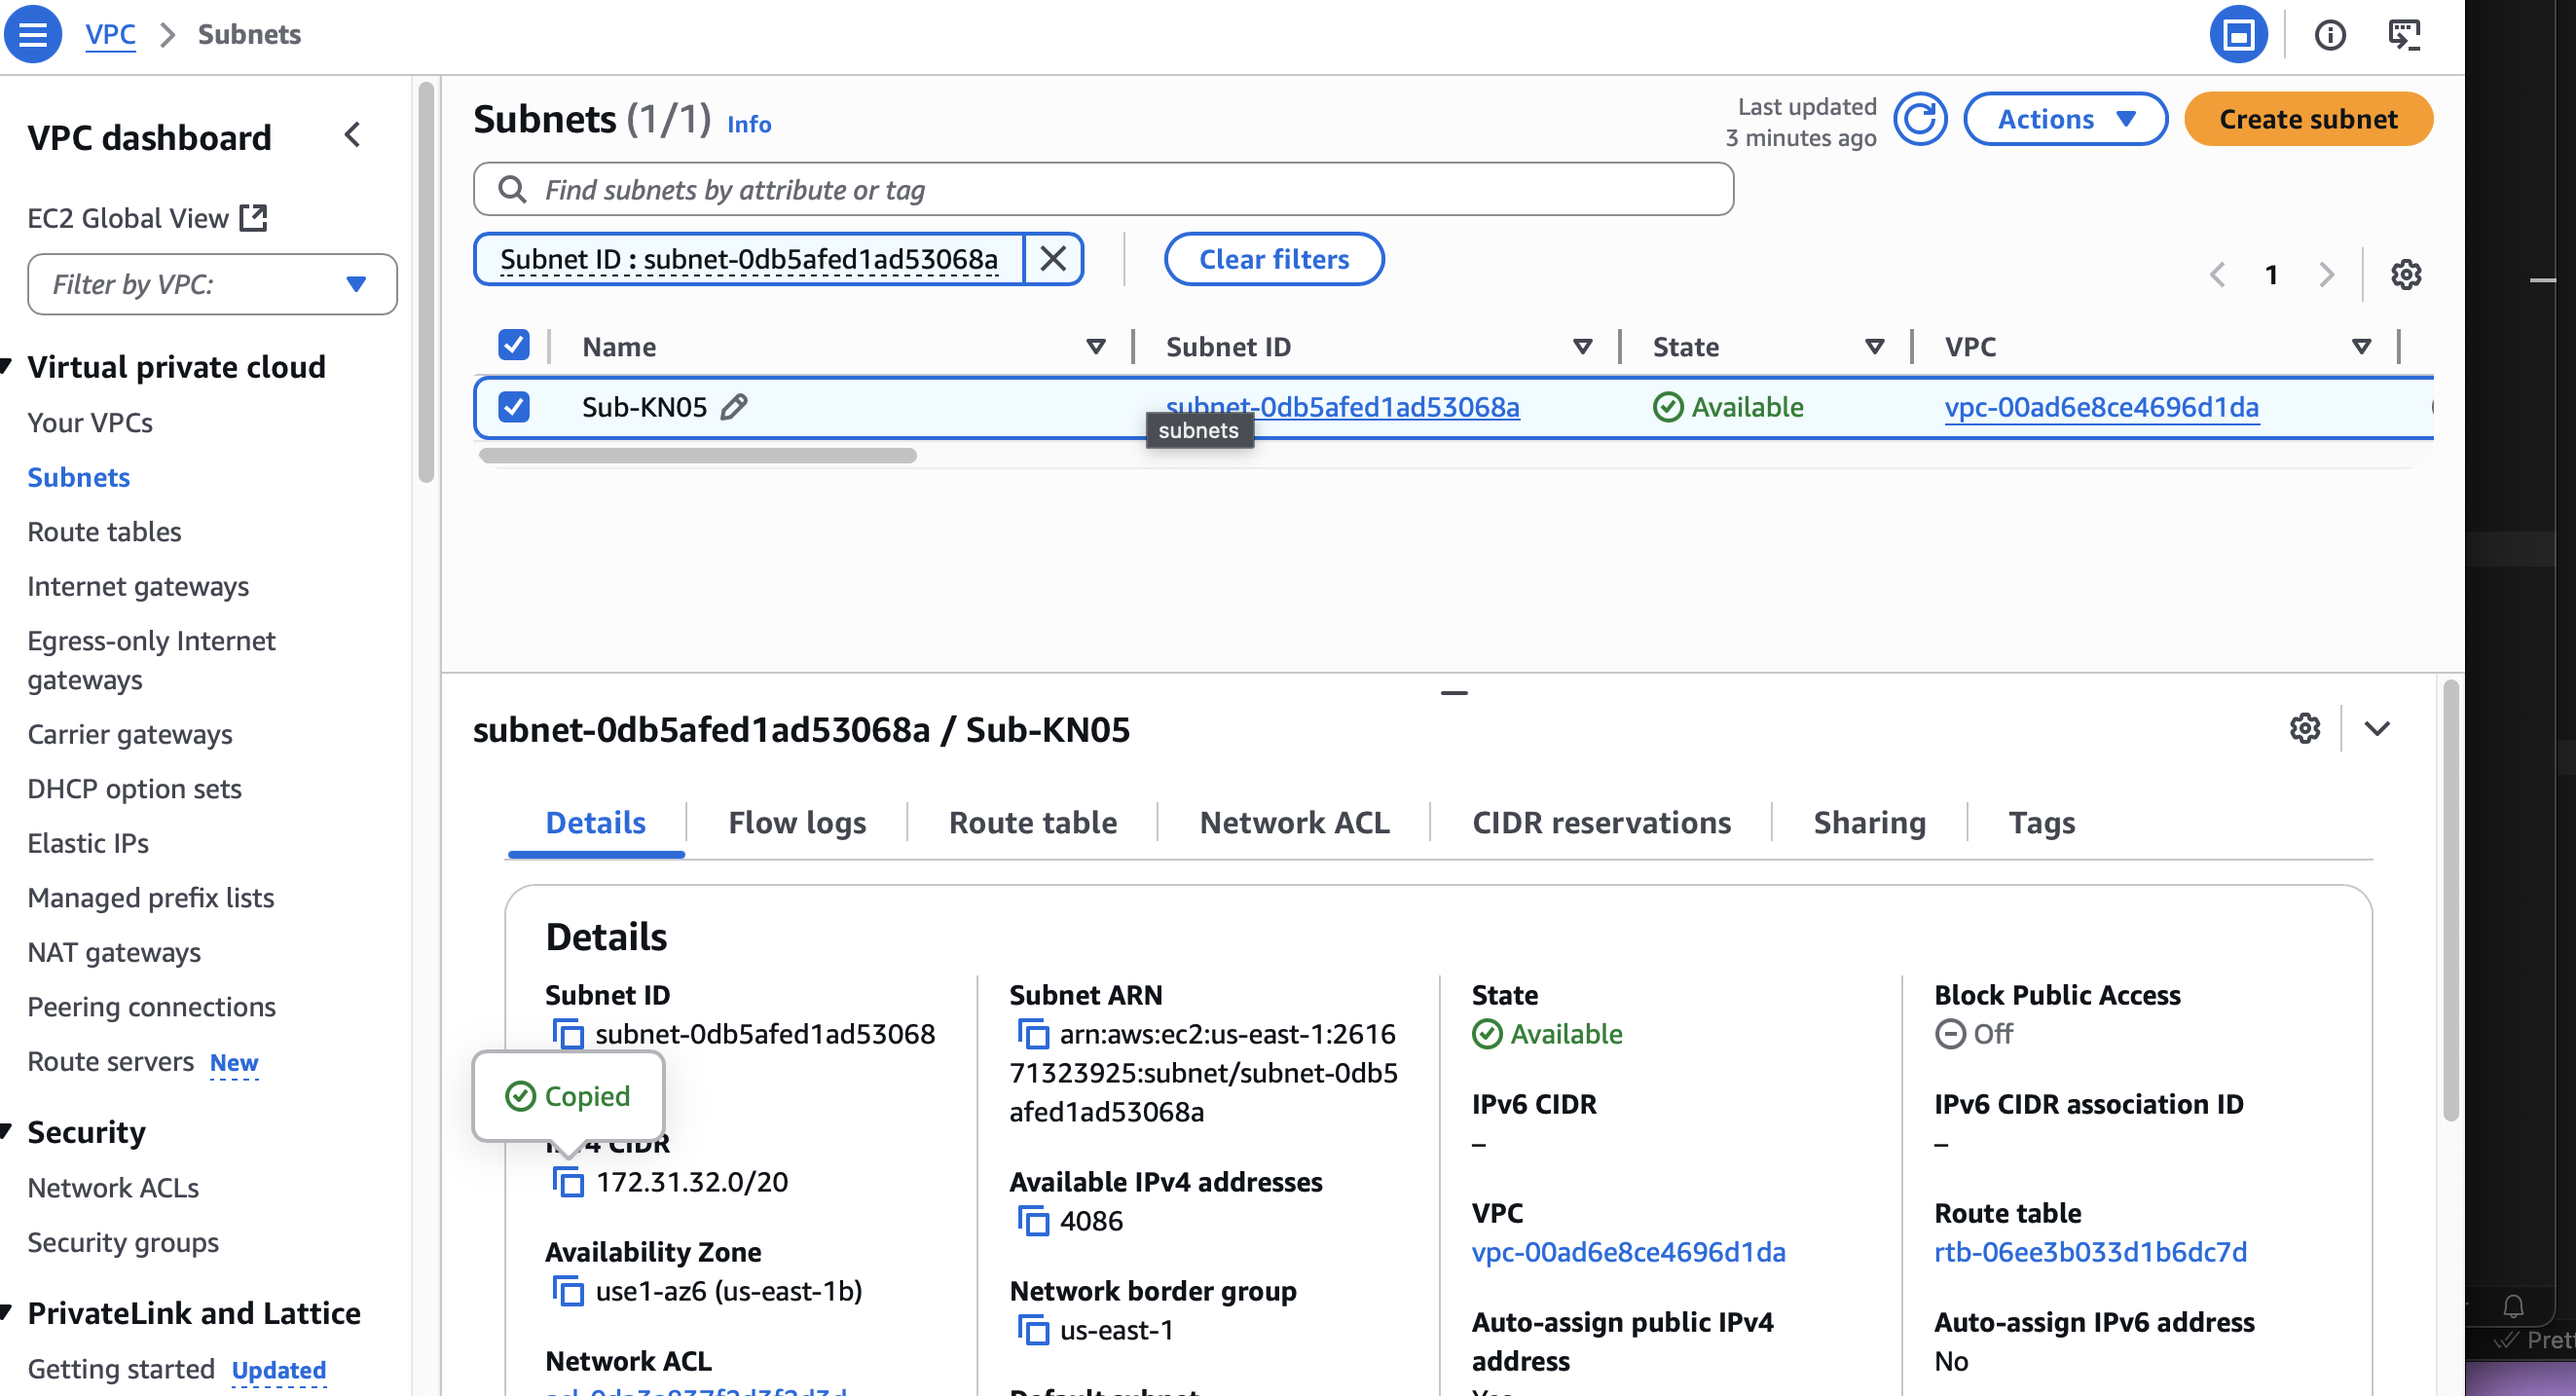 VPC > Subnets
VPC dashboard
EC2 Global View
Filter by VPC:
Virtual private cloud
Your VPCs
Subnets
Route tables
Internet gateways
Egress-only Internet
gateways
Carrier gateways
DHCP option sets
Elastic IPs
Managed prefix lists
NAT gateways
Peering connections
Route servers New
Security
Network ACLs
Security groups
PrivateLink and Lattice
Getting started Updated
Subnets (1/1) Info
Last updated
3 minutes ago
Actions
Create subnet
Find subnets by attribute or tag
Subnet ID : subnet-0db5afed1ad53068a
Clear filters
1
Name Subnet ID State VPC
Sub-KN05 subnet-0db5afed1ad53068a Available vpc-00ad6e8ce4696d1da
subnets
subnet-0db5afed1ad53068a / Sub-KN05
Details Flow logs Route table Network ACL CIDR reservations Sharing Tags
Details
Subnet ID
subnet-0db5afed1ad53068
Copied
CIDR
172.31.32.0/20
Availability Zone
use1-az6 (us-east-1b)
Network ACL
Subnet ARN
arn:aws:ec2:us-east-1:2616
71323925:subnet/subnet-0db5
afed1ad53068a
Available IPv4 addresses
4086
Network border group
us-east-1
Default subnet
State
Available
IPv6 CIDR
–
VPC
vpc-00ad6e8ce4696d1da
Auto-assign public IPv4
address
Block Public Access
Off
IPv6 CIDR association ID
–
Route table
rtb-06ee3b033d1b6dc7d
Auto-assign IPv6 address
No
Prett